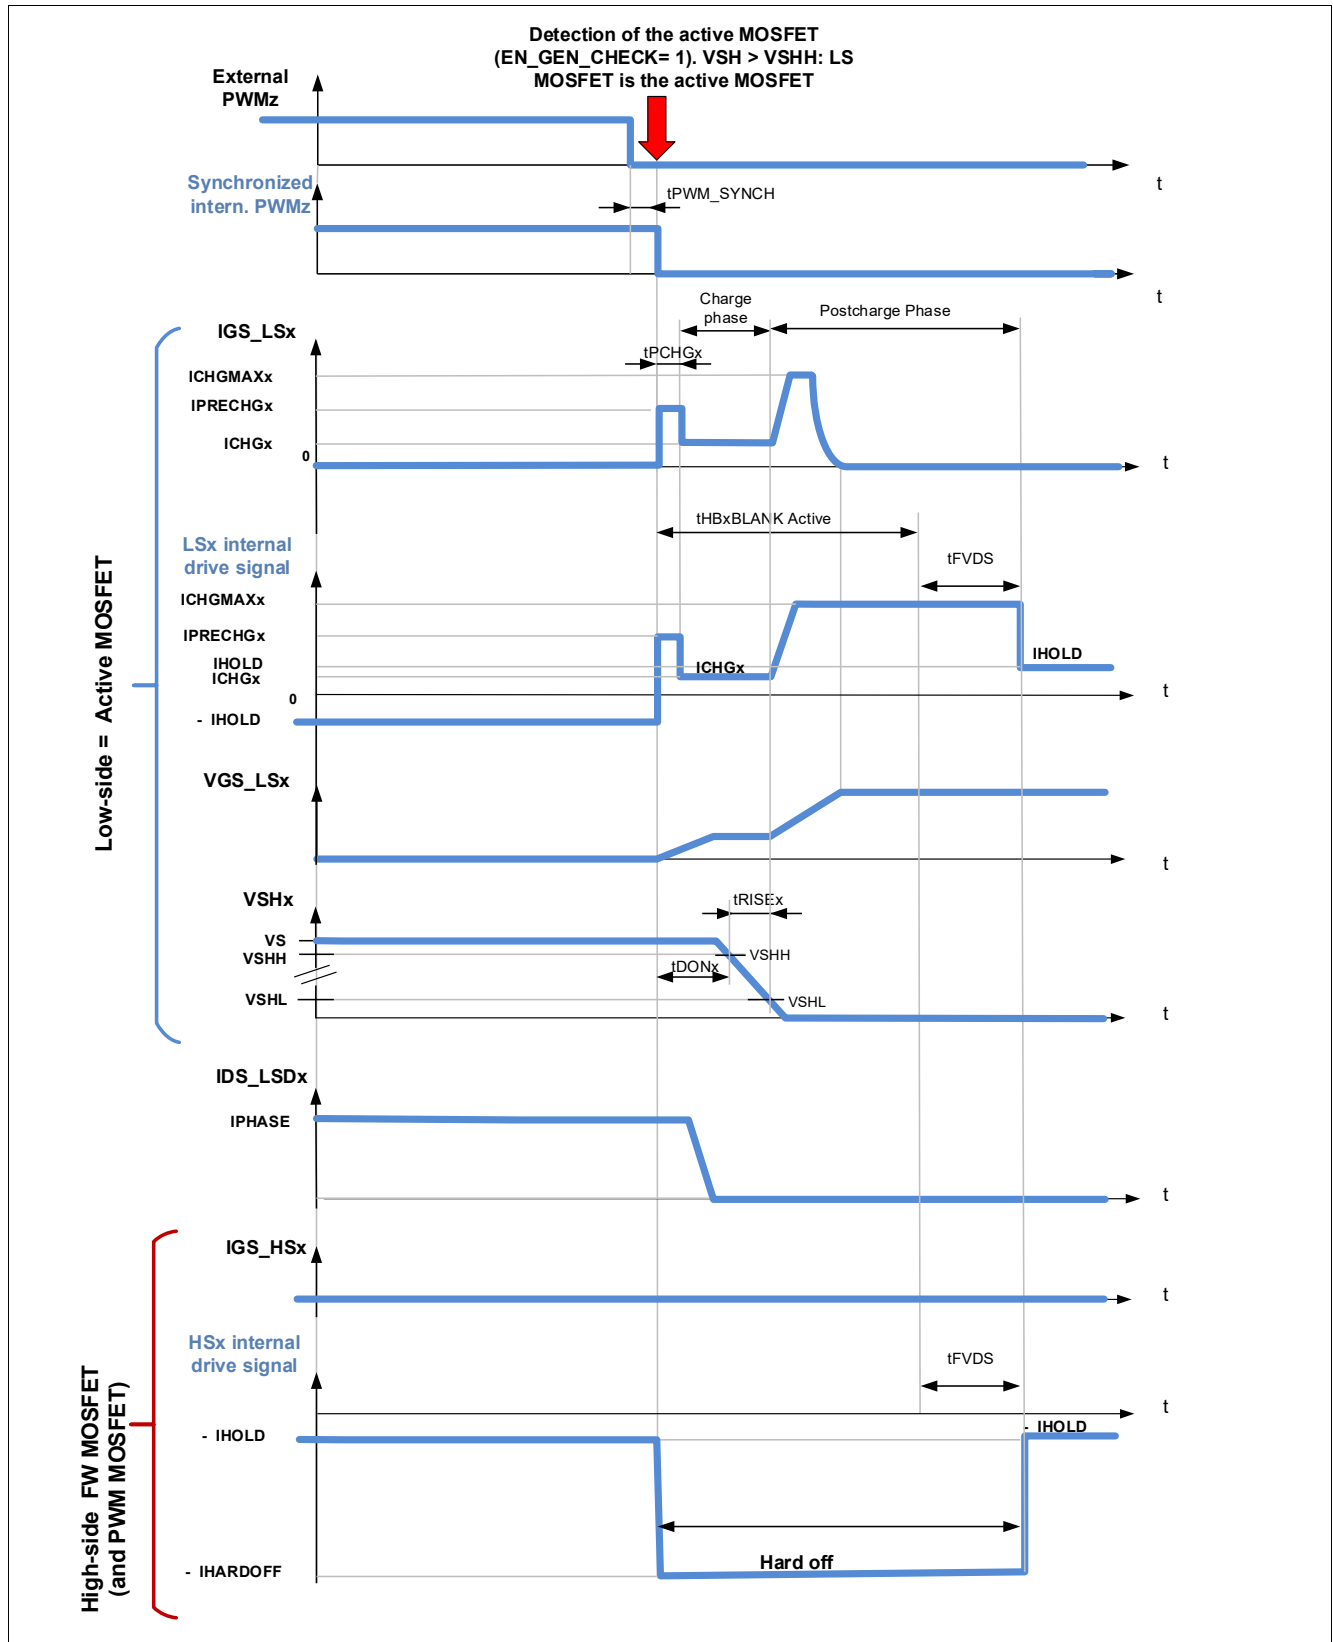 Detection of the active MOSFET
(EN_GEN_CHECK= 1). VSH > VSHH: LS
MOSFET is the active MOSFET
External
PWMz
t
Synchronized
intern. PWMz
tPWM_SYNCH
t
Charge
phase
Postcharge Phase
IGS_LSx
tPCHGx
ICHGMAXx
IPRECHGx
ICHGx
0
t
tHBxBLANK Active
LSx internal
drive signal
tFVDS
ICHGMAXx
IPRECHGx
IHOLD
ICHGx
ICHGx
IHOLD
0
t
- IHOLD
VGS_LSx
t
Low-side = Active MOSFET
VSHx
tRISEx
VS
VSHH
VSHH
tDONx
VSHL
VSHL
t
IDS_LSDx
IPHASE
t
IGS_HSx
t
HSx internal
drive signal
tFVDS
t
- IHOLD
- IHOLD
High-side FW MOSFET
(and PWM MOSFET)
Hard off
- IHARDOFF